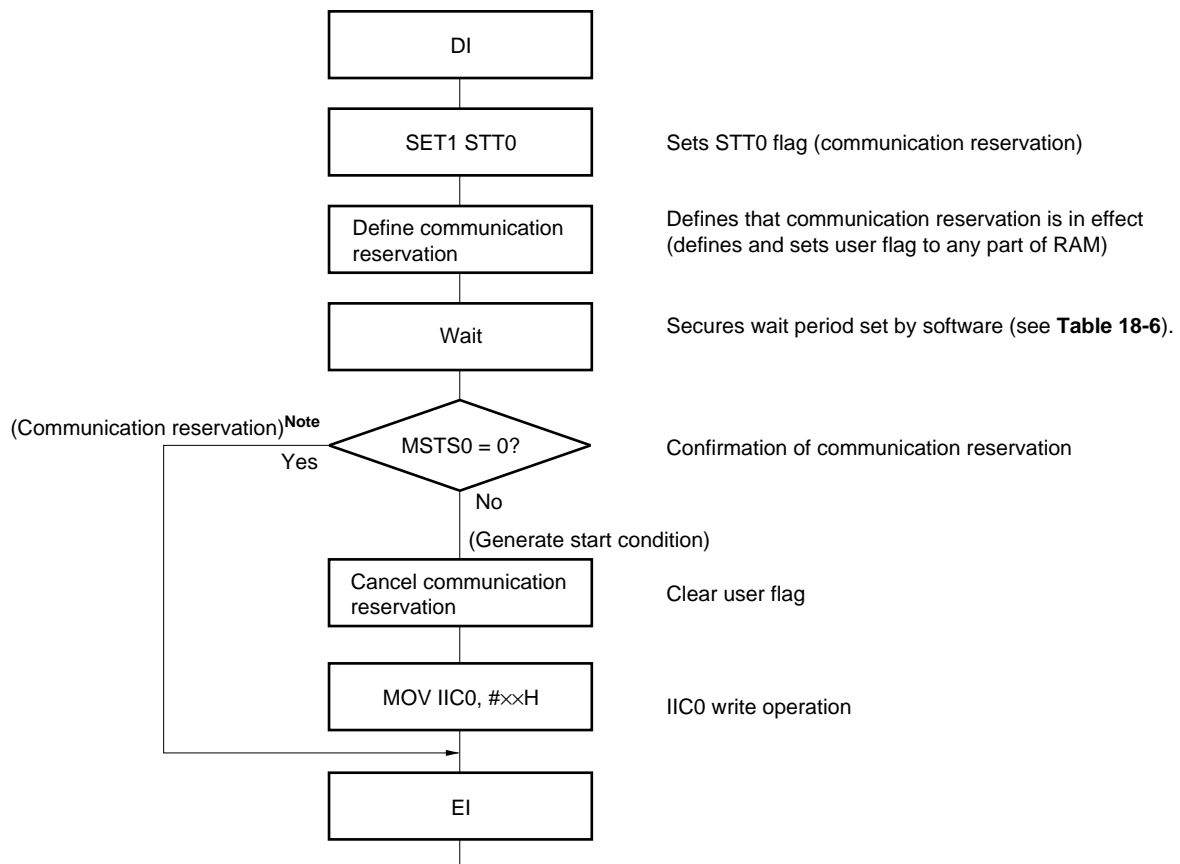 DI
SET1 STT0
Sets STT0 flag (communication reservation)
Define communication
reservation
Defines that communication reservation is in effect
(defines and sets user flag to any part of RAM)
Wait
Secures wait period set by software (see Table 18-6).
(Communication reservation)Note
MSTS0 = 0?
Confirmation of communication reservation
Yes
No
(Generate start condition)
Cancel communication
reservation
Clear user flag
MOV IIC0, #××H
IIC0 write operation
EI